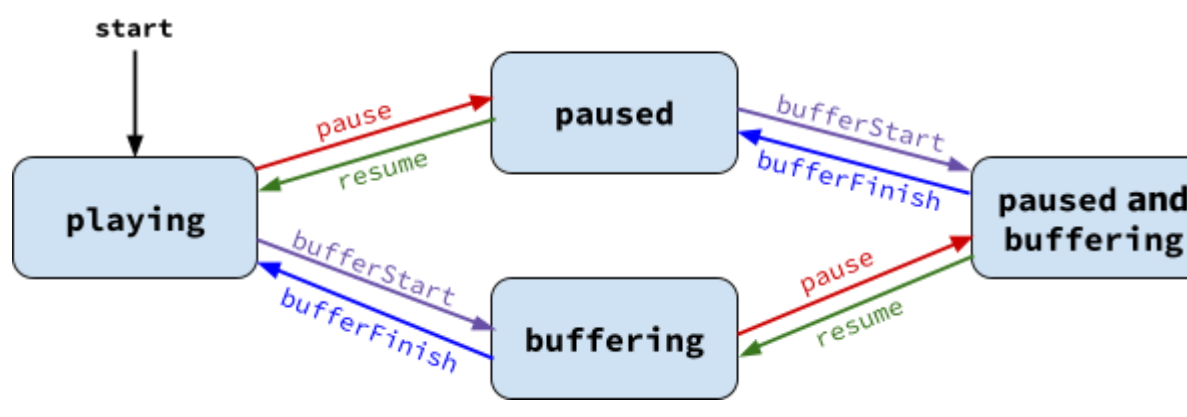 start
pause
resume
playing
paused
bufferStart
bufferFinish
bufferStart
bufferFinish
buffering
pause
resume
paused and
buffering